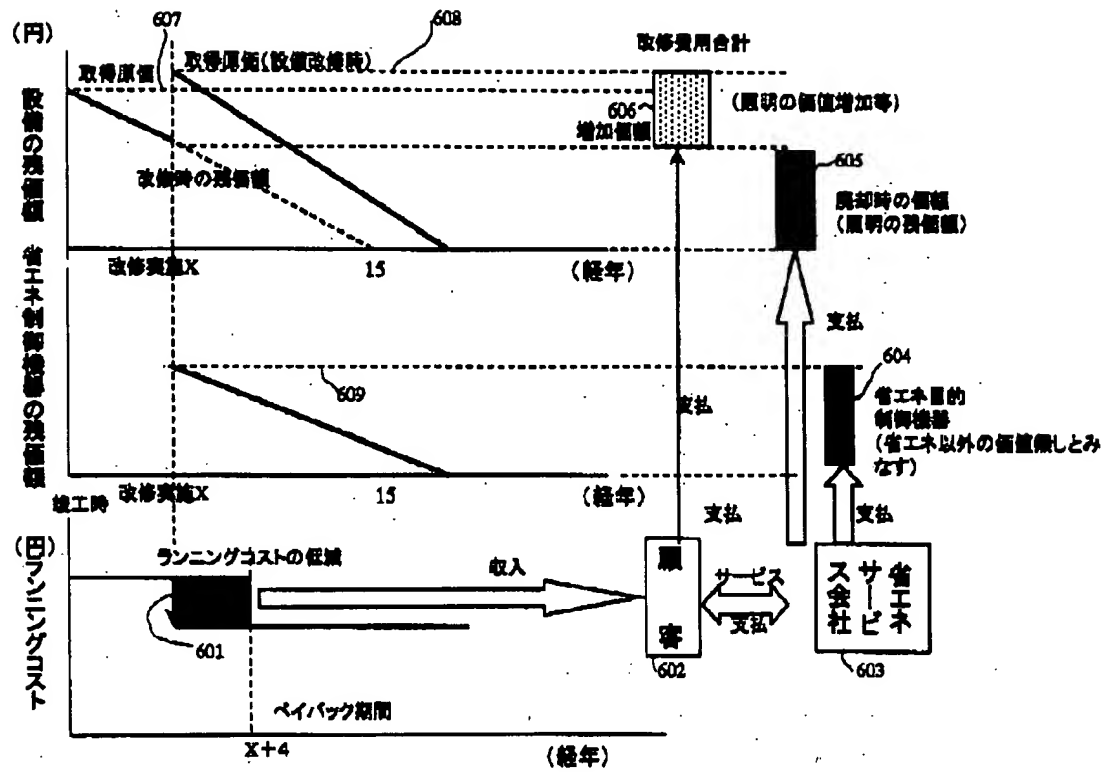 607
608
(円)
改修費用合計
取得原価
取得原価(設備改修時)
606
増加価額
(照明の価値増加等)
設備の残価額
605
改修時の残価額
廃却時の価額
(照明の残価額)
改修実施X
15
(経年)
支払
省エネ制御機器の残価額
604
609
支払
省エネ目的
制御機器
(省エネ以外の価値無しとみ
なす)
竣工時
改修実施X
15
(経年)
支払
支払
(円)
ランニングコスト
ランニングコストの低減
収入
顧客
サービス
支払
省エネ
サービ
ス会社
601
602
603
ペイバック期間
X+4
(経年)